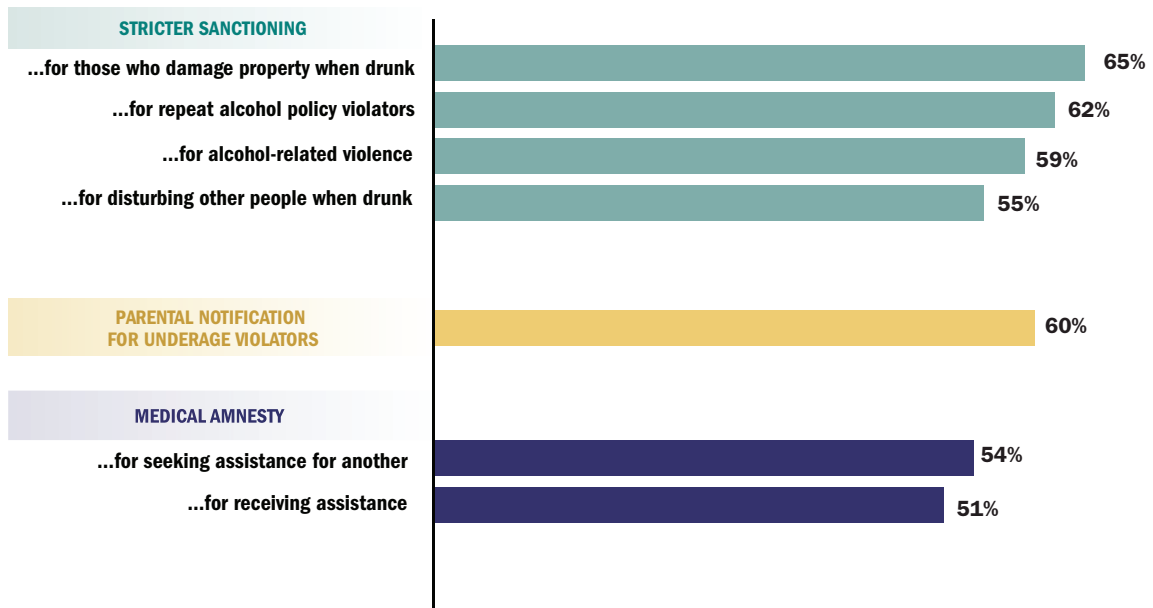 STRICTER SANCTIONING
...for those who damage property when drunk
65%
...for repeat alcohol policy violators
62%
...for alcohol-related violence
59%
...for disturbing other people when drunk
55%
PARENTAL NOTIFICATION
FOR UNDERAGE VIOLATORS
60%
MEDICAL AMNESTY
...for seeking assistance for another
54%
...for receiving assistance
51%